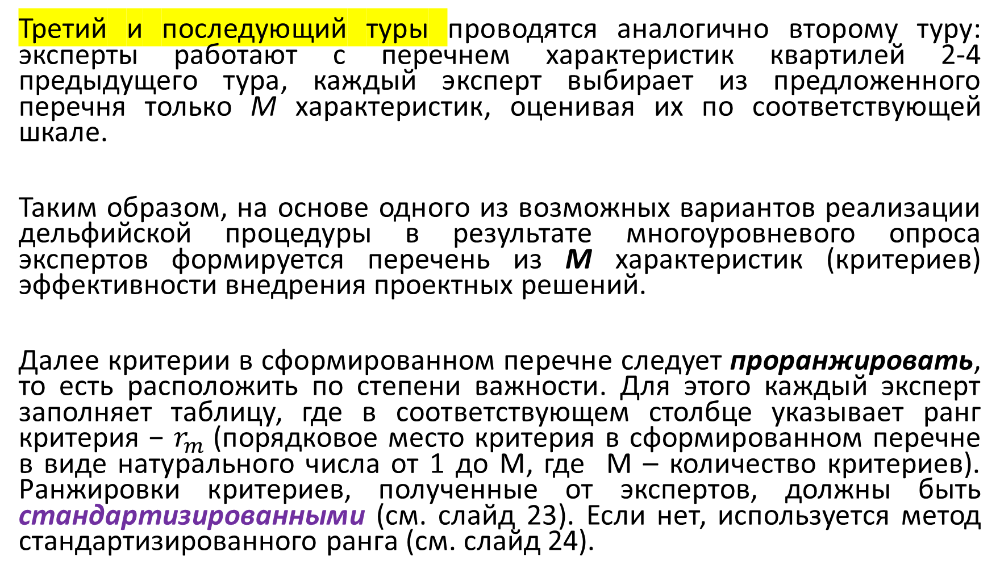 Третий и последующий туры проводятся аналогично второму туру:
эксперты работают с перечнем характеристик квартилей 2-4
предыдущего тура, каждый эксперт выбирает из предложенного
перечня только M характеристик, оценивая их по соответствующей
шкале.
Таким образом, на основе одного из возможных вариантов реализации
дельфийской процедуры в результате многоуровневого опроса
экспертов формируется перечень из M характеристик (критериев)
эффективности внедрения проектных решений.
Далее критерии в сформированном перечне следует проранжировать,
то есть расположить по степени важности. Для этого каждый эксперт
заполняет таблицу, где в соответствующем столбце указывает ранг
критерия – r_m (порядковое место критерия в сформированном перечне
в виде натурального числа от 1 до М, где М – количество критериев).
Ранжировки критериев, полученные от экспертов, должны быть
стандартизированными (см. слайд 23). Если нет, используется метод
стандартизированного ранга (см. слайд 24).